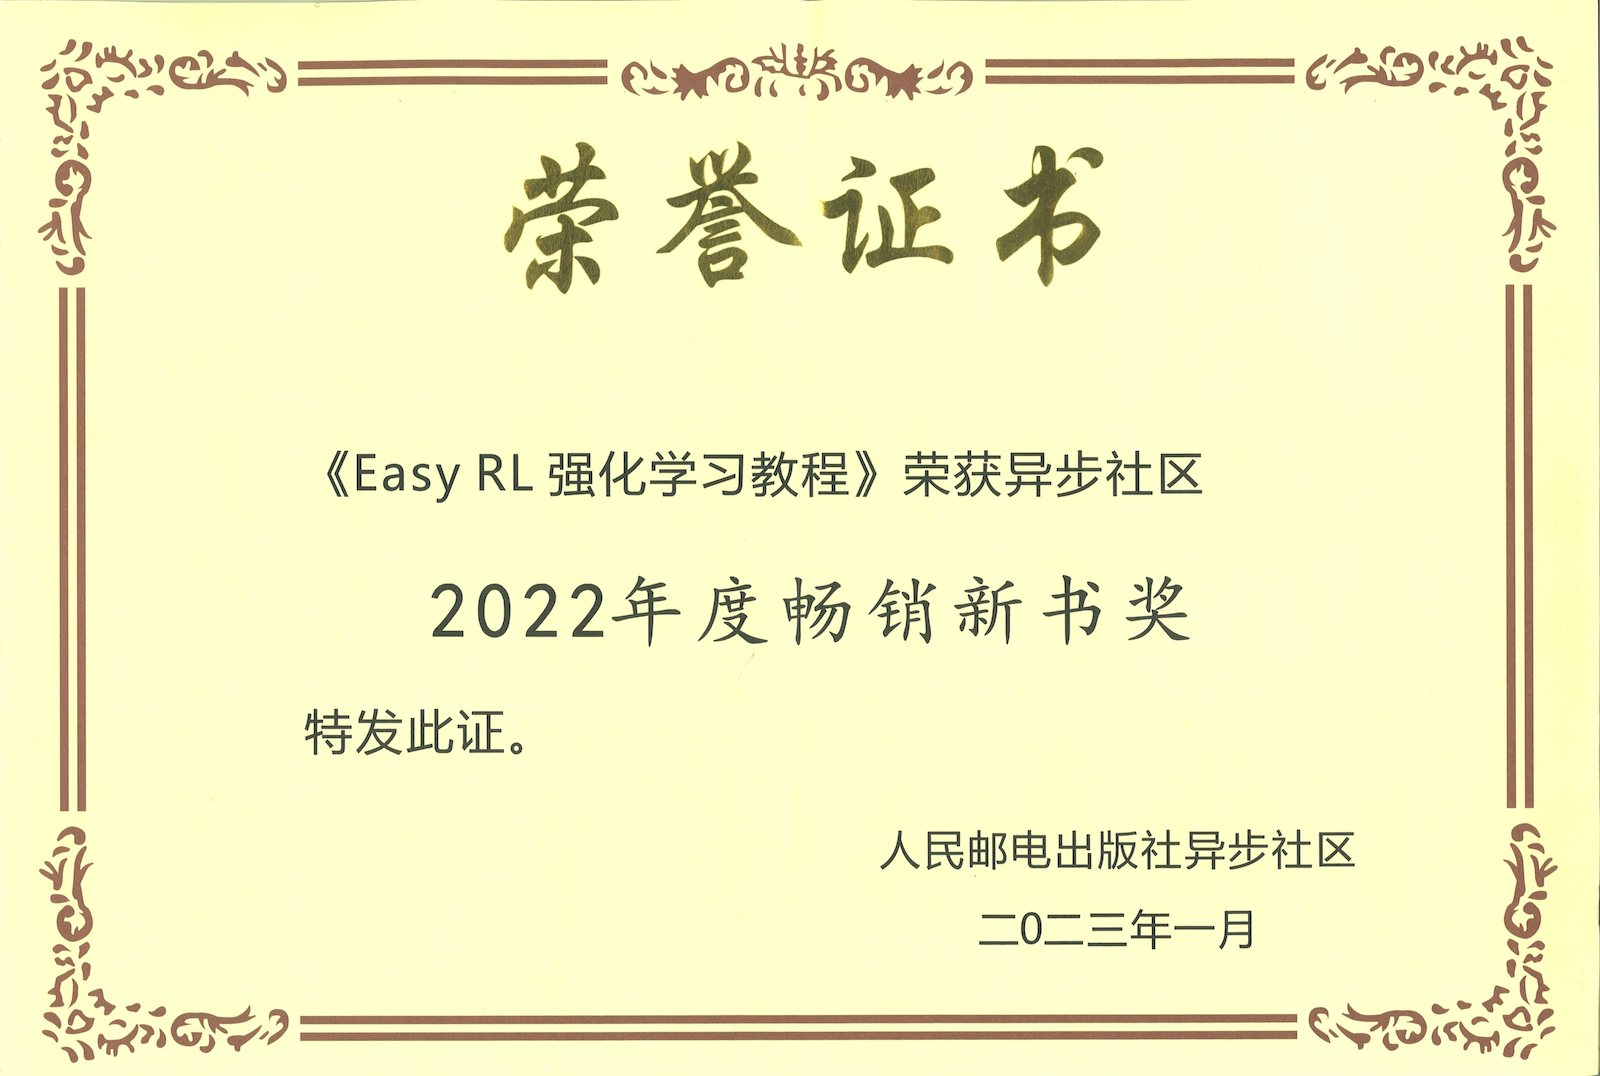 荣誉证书
《Easy RL 强化学习教程》荣获异步社区
2022年度畅销新书奖
特发此证。
人民邮电出版社异步社区
二0二三年一月